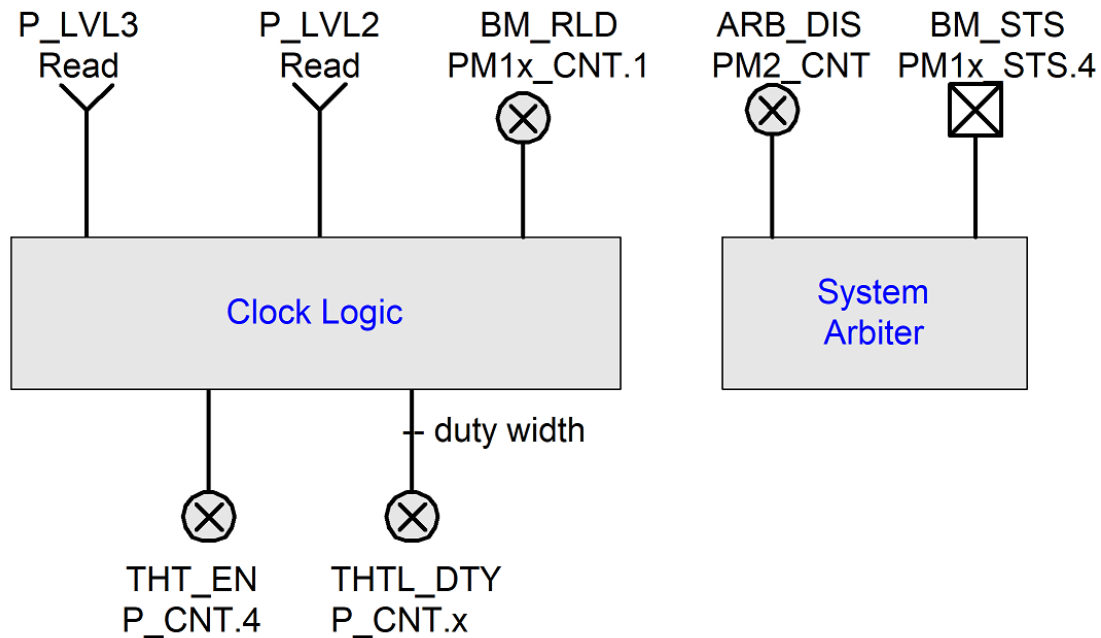 P_LVL3
Read
P_LVL2
Read
BM_RLD
PM1x_CNT.1
ARB_DIS
PM2_CNT
BM_STS
PM1x_STS.4
Clock Logic
System
Arbiter
duty width
THT_EN
P_CNT.4
THTL_DTY
P_CNT.x